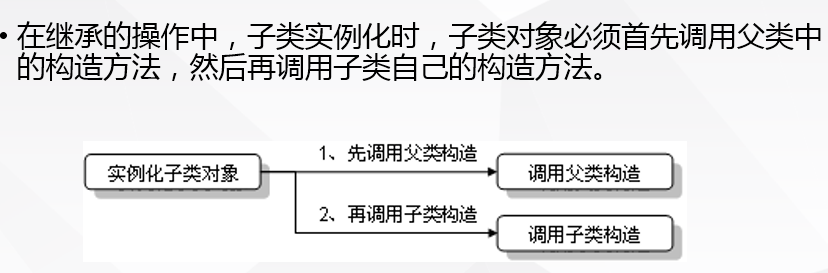 • 在继承的操作中，子类实例化时，子类对象必须首先调用父类中
的构造方法，然后再调用子类自己的构造方法。
1、先调用父类构造
实例化子类对象
调用父类构造
2、再调用子类构造
调用子类构造